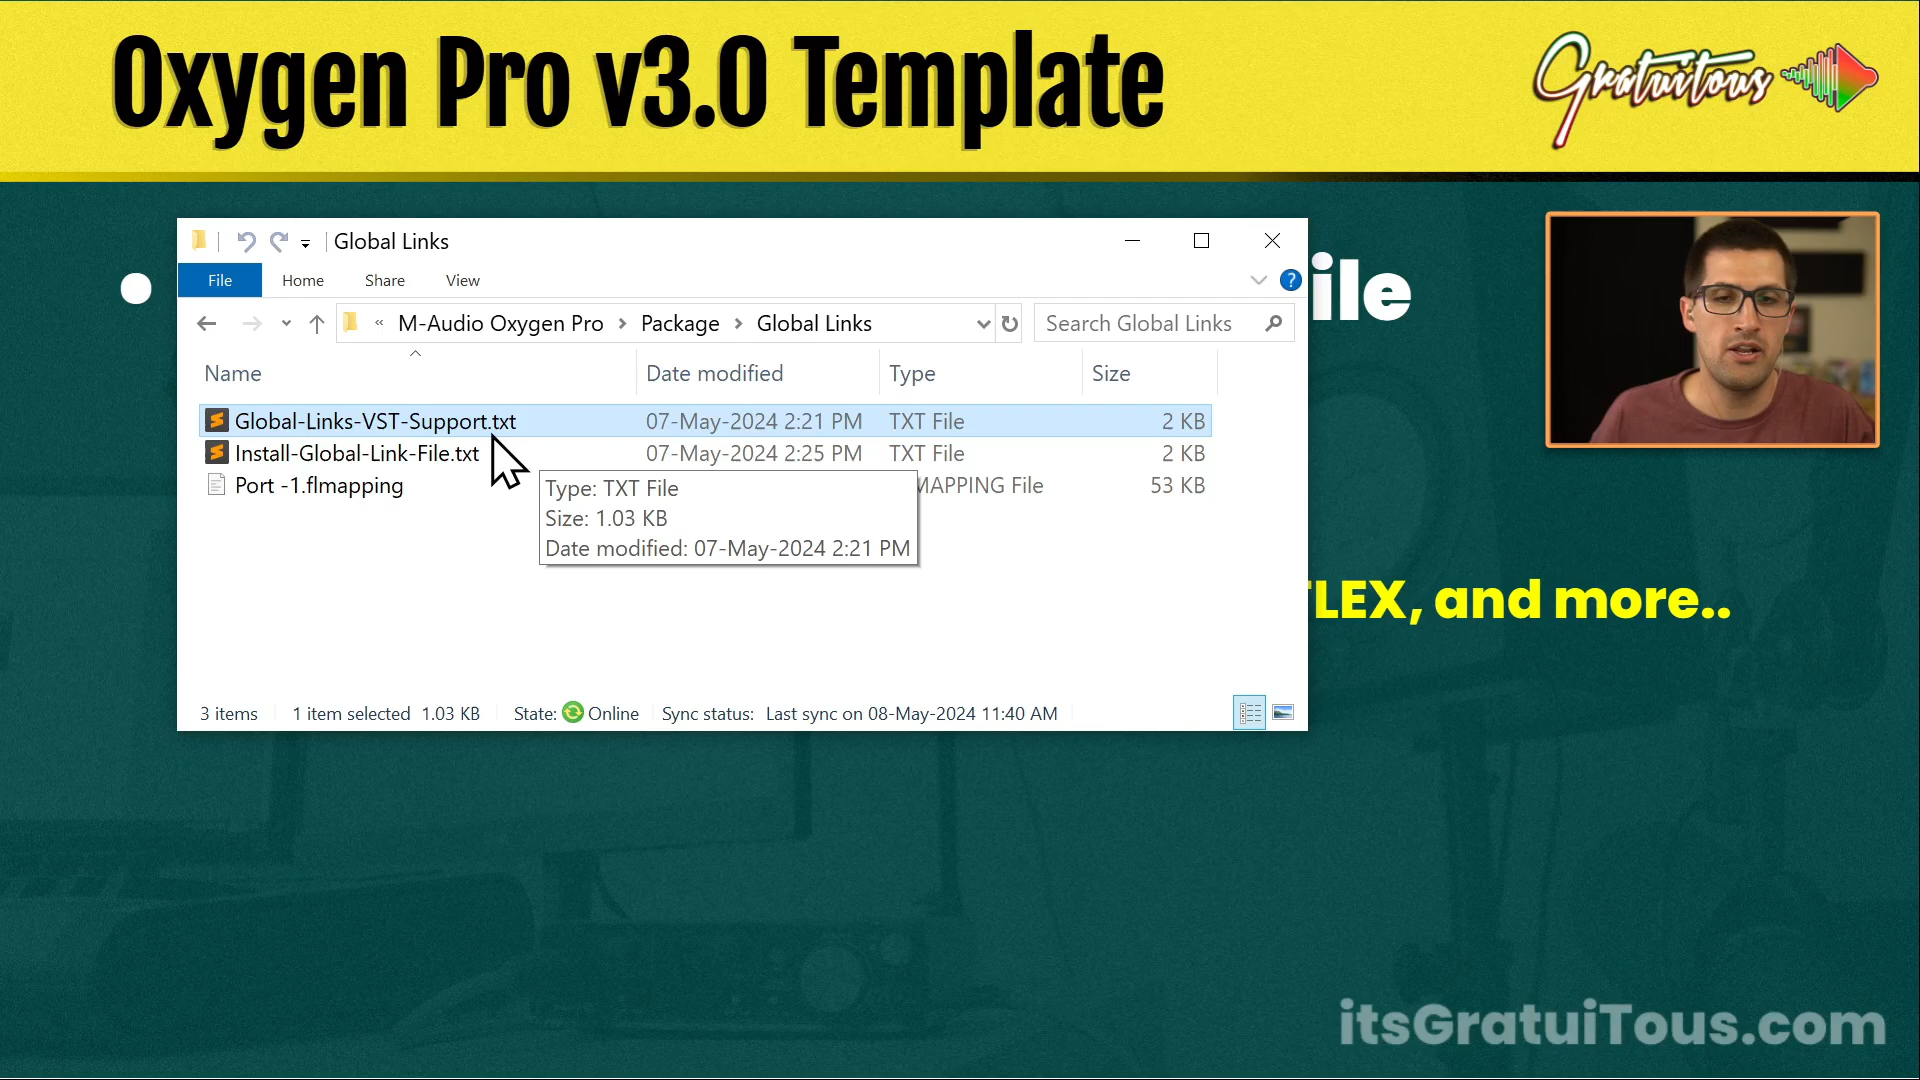 Oxygen Pro v3.0 Template
Gratuitous
Global Links
File Home Share View
?
« M-Audio Oxygen Pro > Package > Global Links
Search Global Links
Name Date modified Type Size
Global-Links-VST-Support.txt 07-May-2024 2:21 PM TXT File 2 KB
Install-Global-Link-File.txt 07-May-2024 2:25 PM TXT File 2 KB
Port -1.flmapping MAPPING File 53 KB
Type: TXT File
Size: 1.03 KB
Date modified: 07-May-2024 2:21 PM
3 items 1 item selected 1.03 KB State: Online Sync status: Last sync on 08-May-2024 11:40 AM
ile
FLEX, and more..
itsGratuiTous.com